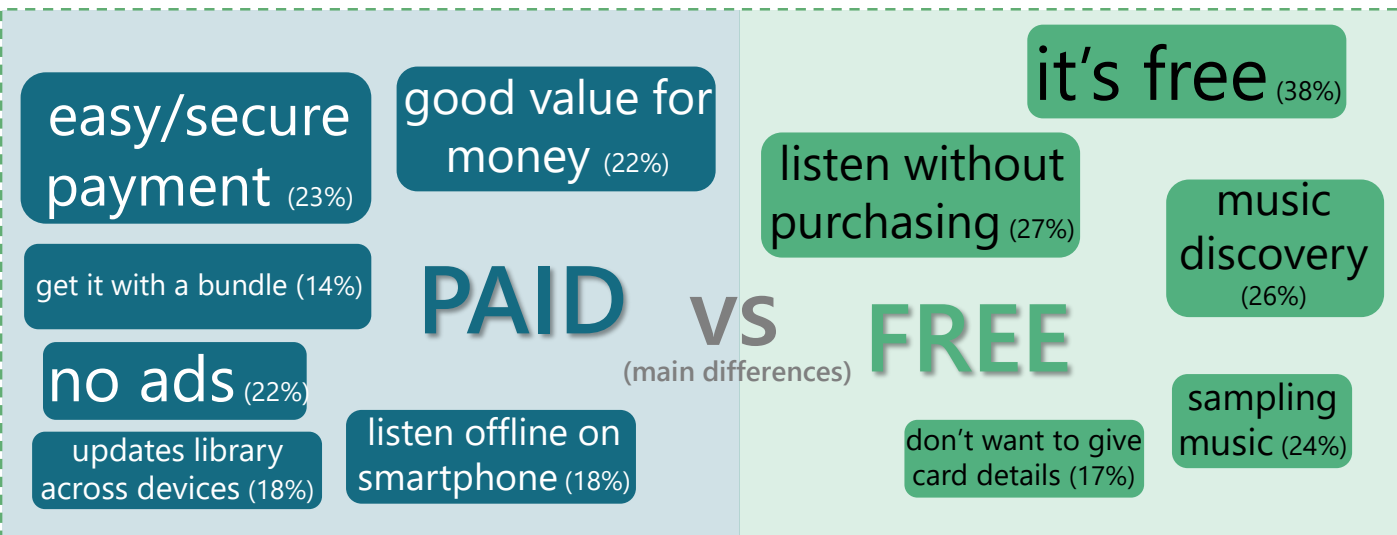 easy/secure
payment (23%)
good value for
money (22%)
get it with a bundle (14%)
no ads (22%)
updates library
across devices (18%)
listen offline on
smartphone (18%)
PAID
VS
(main differences)
FREE
it’s free (38%)
listen without
purchasing (27%)
music
discovery
(26%)
sampling
music (24%)
don’t want to give
card details (17%)